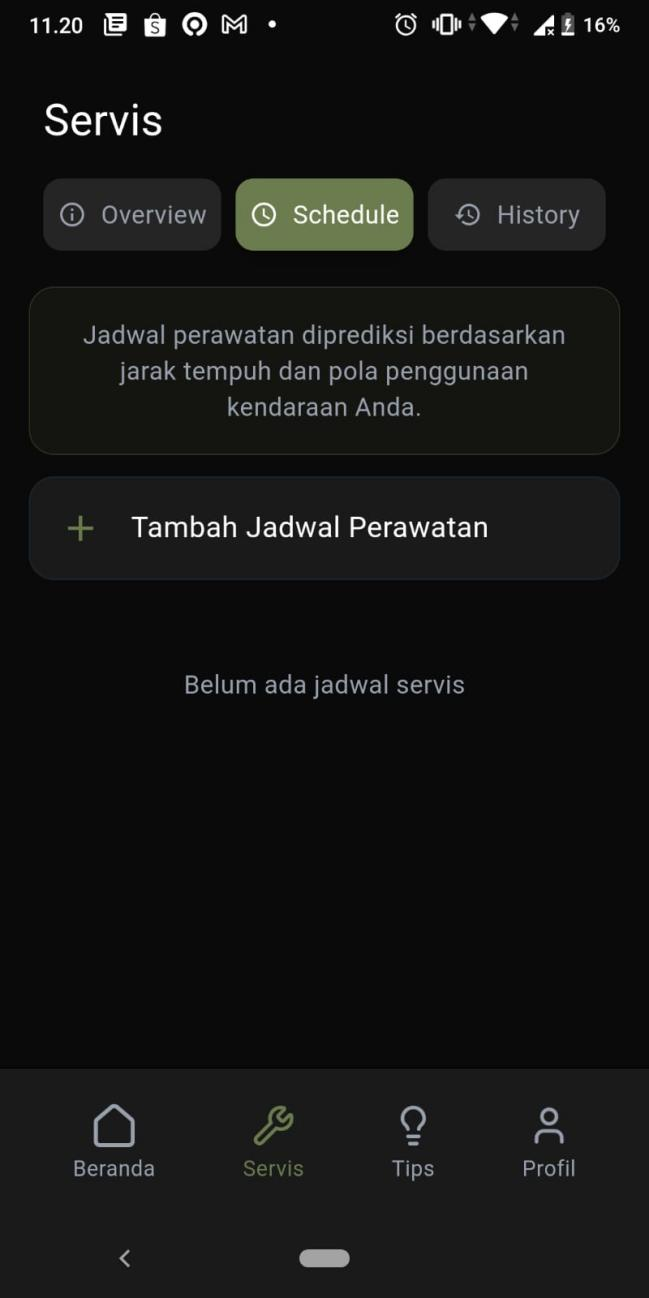 11.20
16%
Servis
Overview
Schedule
History
Jadwal perawatan diprediksi berdasarkan
jarak tempuh dan pola penggunaan
kendaraan Anda.
Tambah Jadwal Perawatan
Belum ada jadwal servis
Beranda
Servis
Tips
Profil